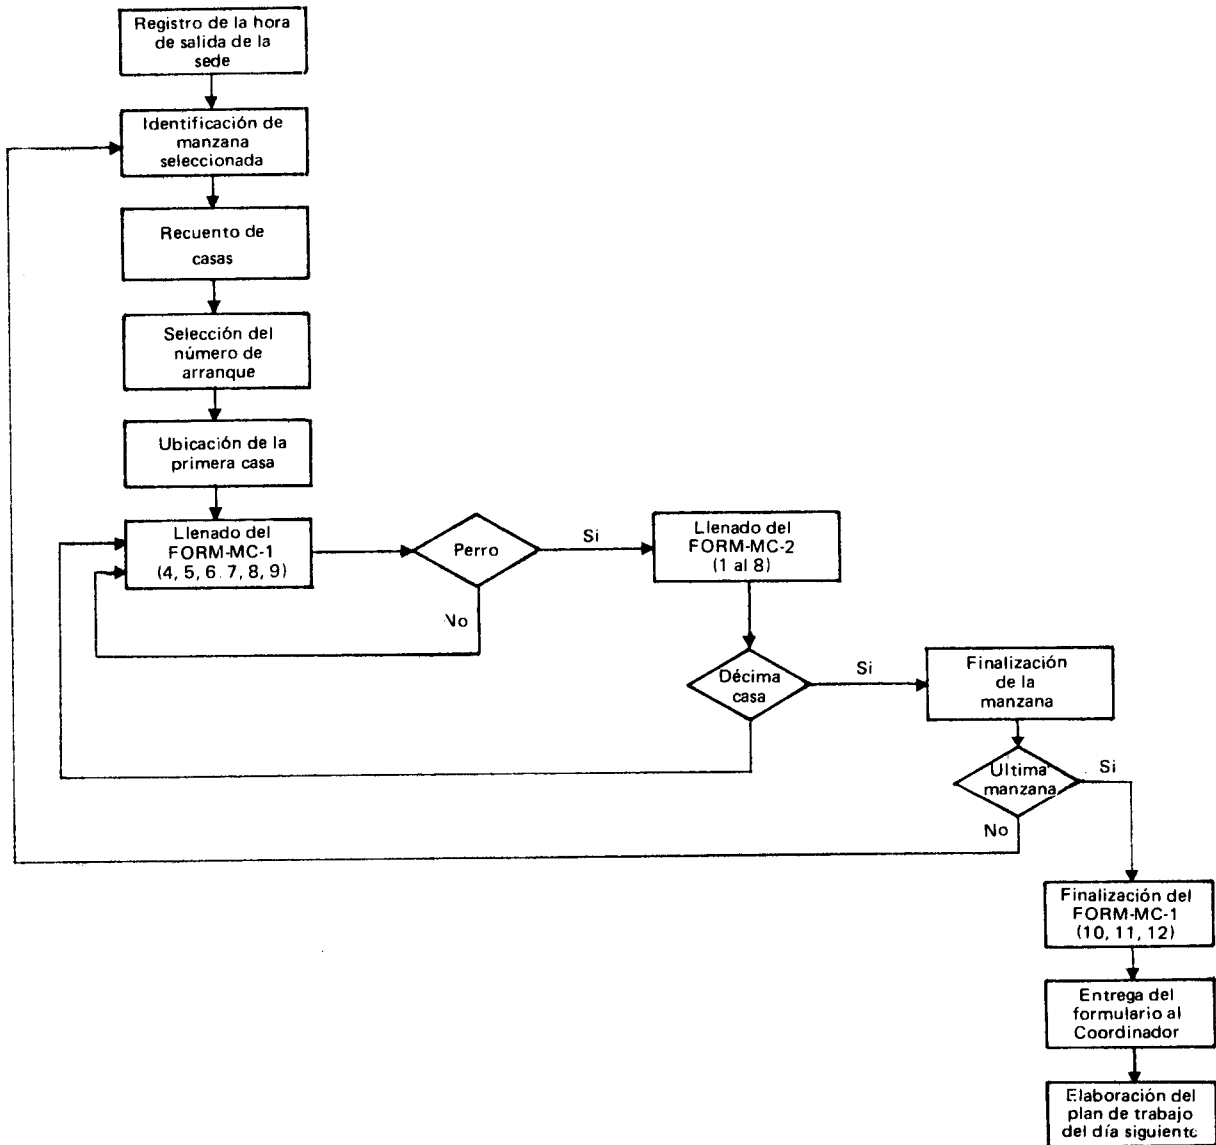 Registro de la hora
de salida de la
sede
Identificación de
manzana
seleccionada
Recuento de
casas
Selección del
número de
arranque
Ubicación de la
primera casa
Llenado del
FORM-MC-1
(4, 5, 6, 7, 8, 9)
Perro
Si
No
Llenado del
FORM-MC-2
(1 al 8)
Décima
casa
Si
Finalización
de la
manzana
Ultima
manzana
Si
No
Finalización del
FORM-MC-1
(10, 11, 12)
Entrega del
formulario al
Coordinador
Elaboración del
plan de trabajo
del día siguiente